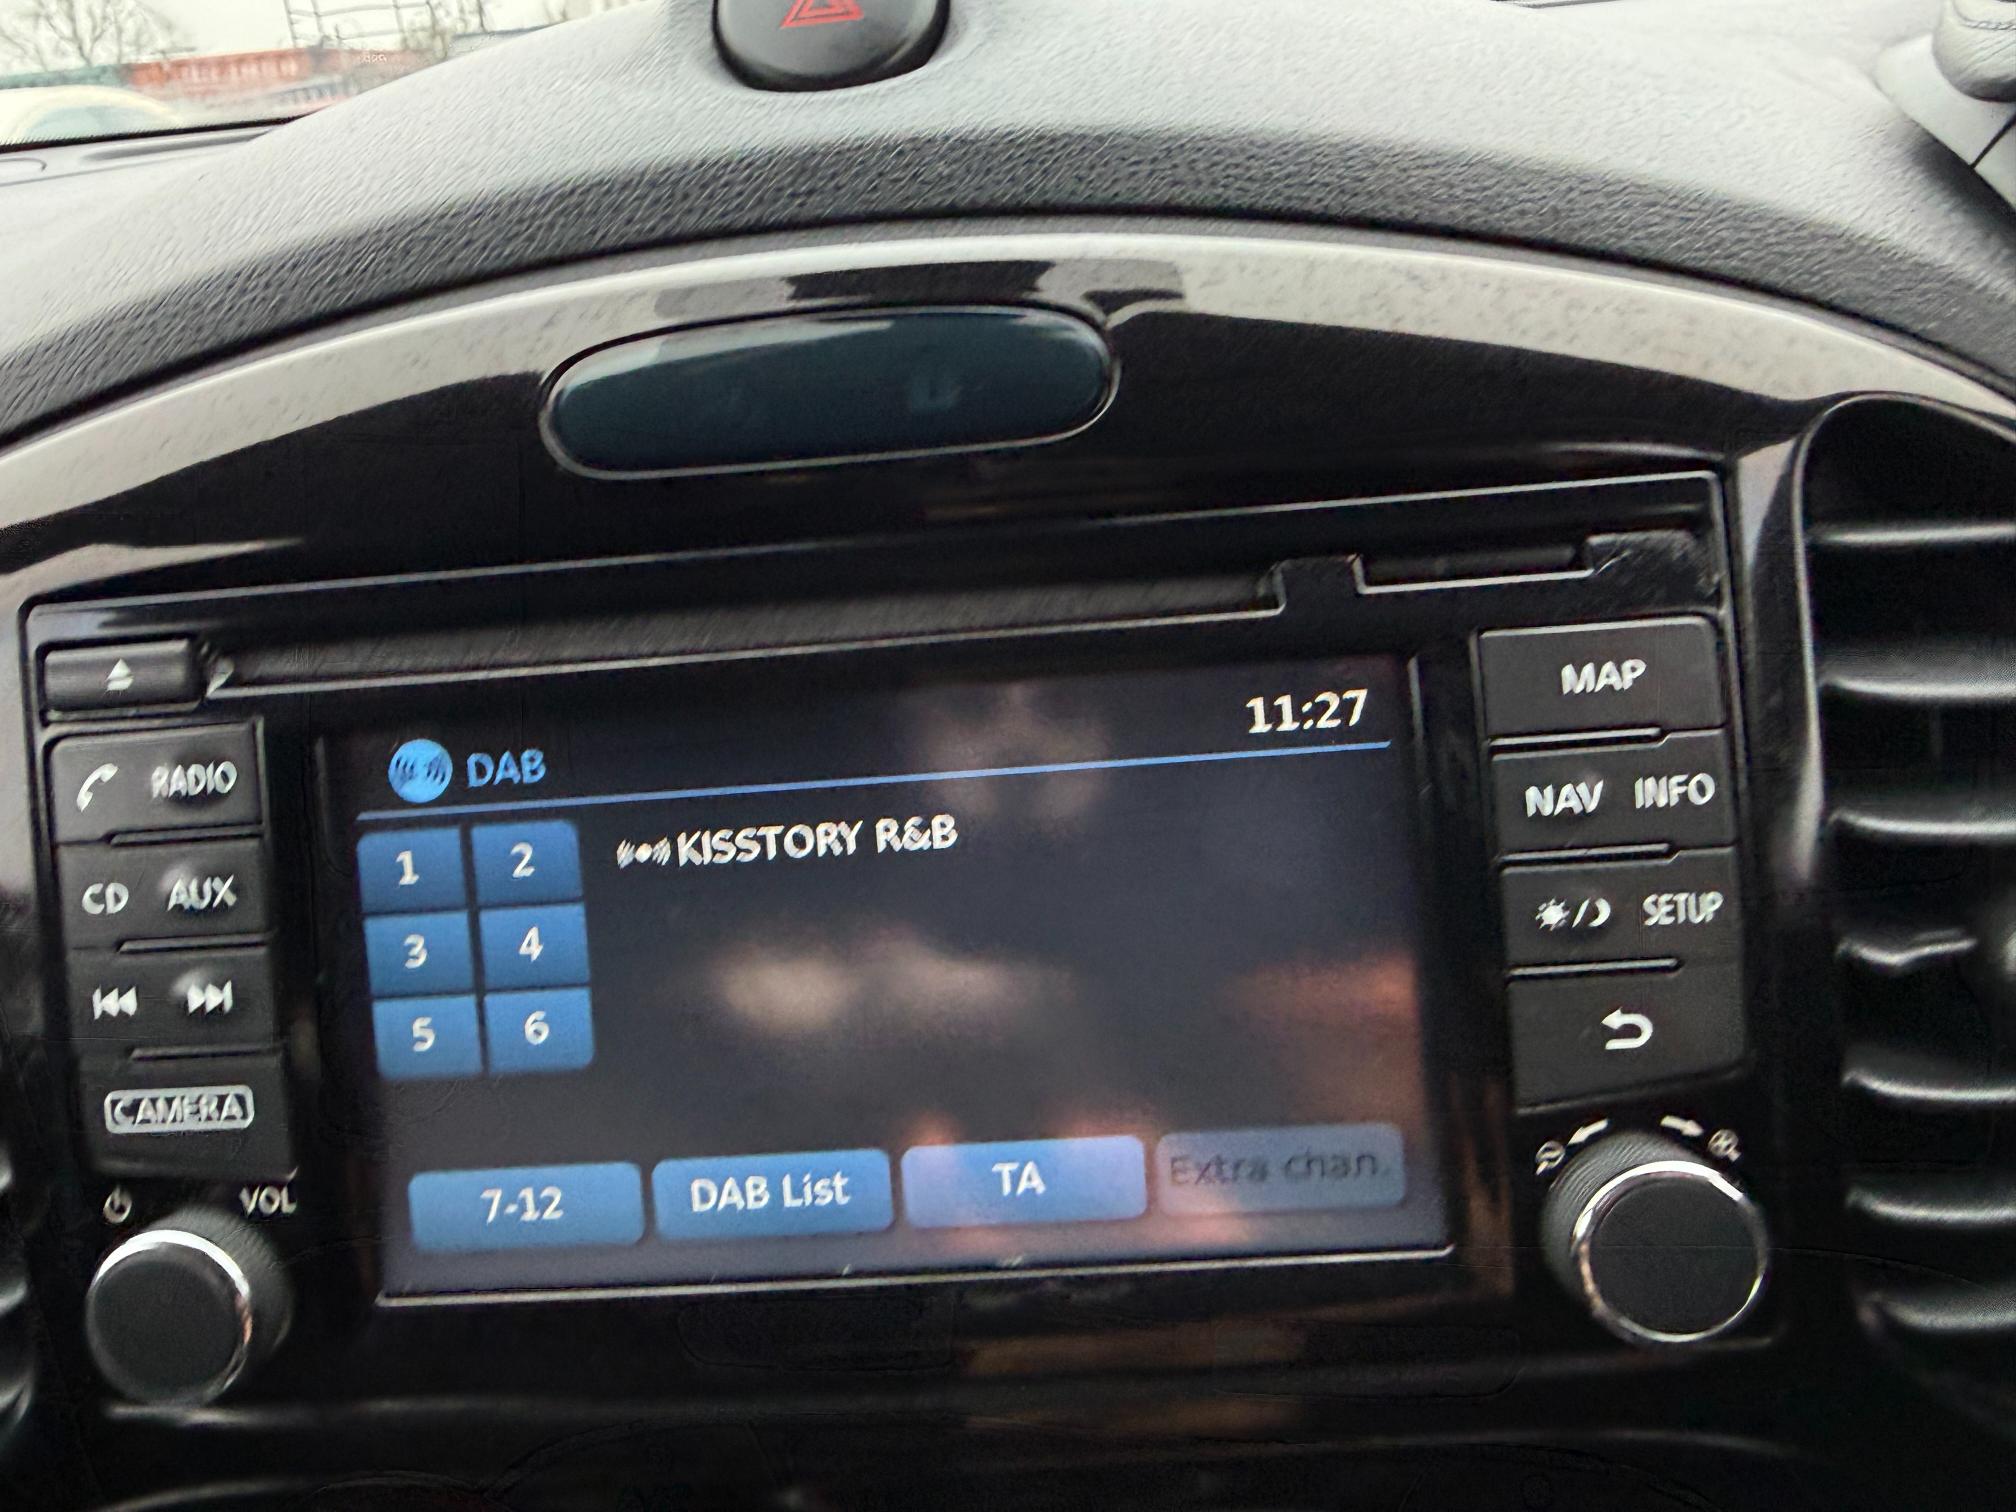 11:27
DAB
KISSTORY R&B
1 2
3 4
5 6
7-12 DAB List TA Extra chan.
RADIO
CD AUX
CAMERA
VOL
MAP
NAV INFO
SETUP